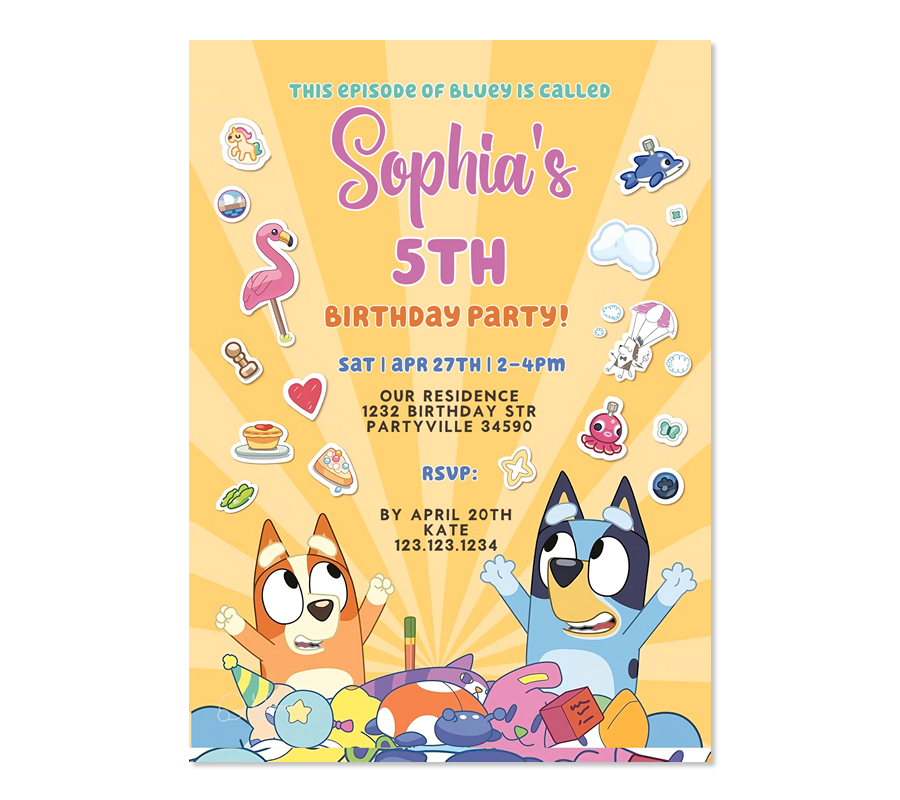 THIS EPISODE OF BLUEY IS CALLED
Sophia's
5TH
BIRTHDAY PARTY!
SAT | APR 27TH | 2-4PM
OUR RESIDENCE
1232 BIRTHDAY STR
PARTYVILLE 34590
RSVP:
BY APRIL 20TH
KATE
123.123.1234